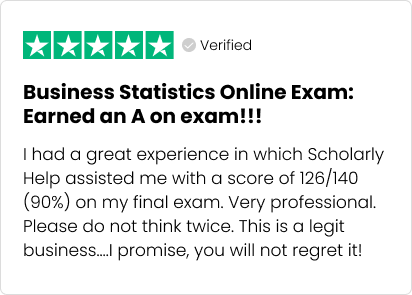 Verified
Business Statistics Online Exam:
Earned an A on exam!!!
I had a great experience in which Scholarly
Help assisted me with a score of 126/140
(90%) on my final exam. Very professional.
Please do not think twice. This is a legit
business....I promise, you will not regret it!